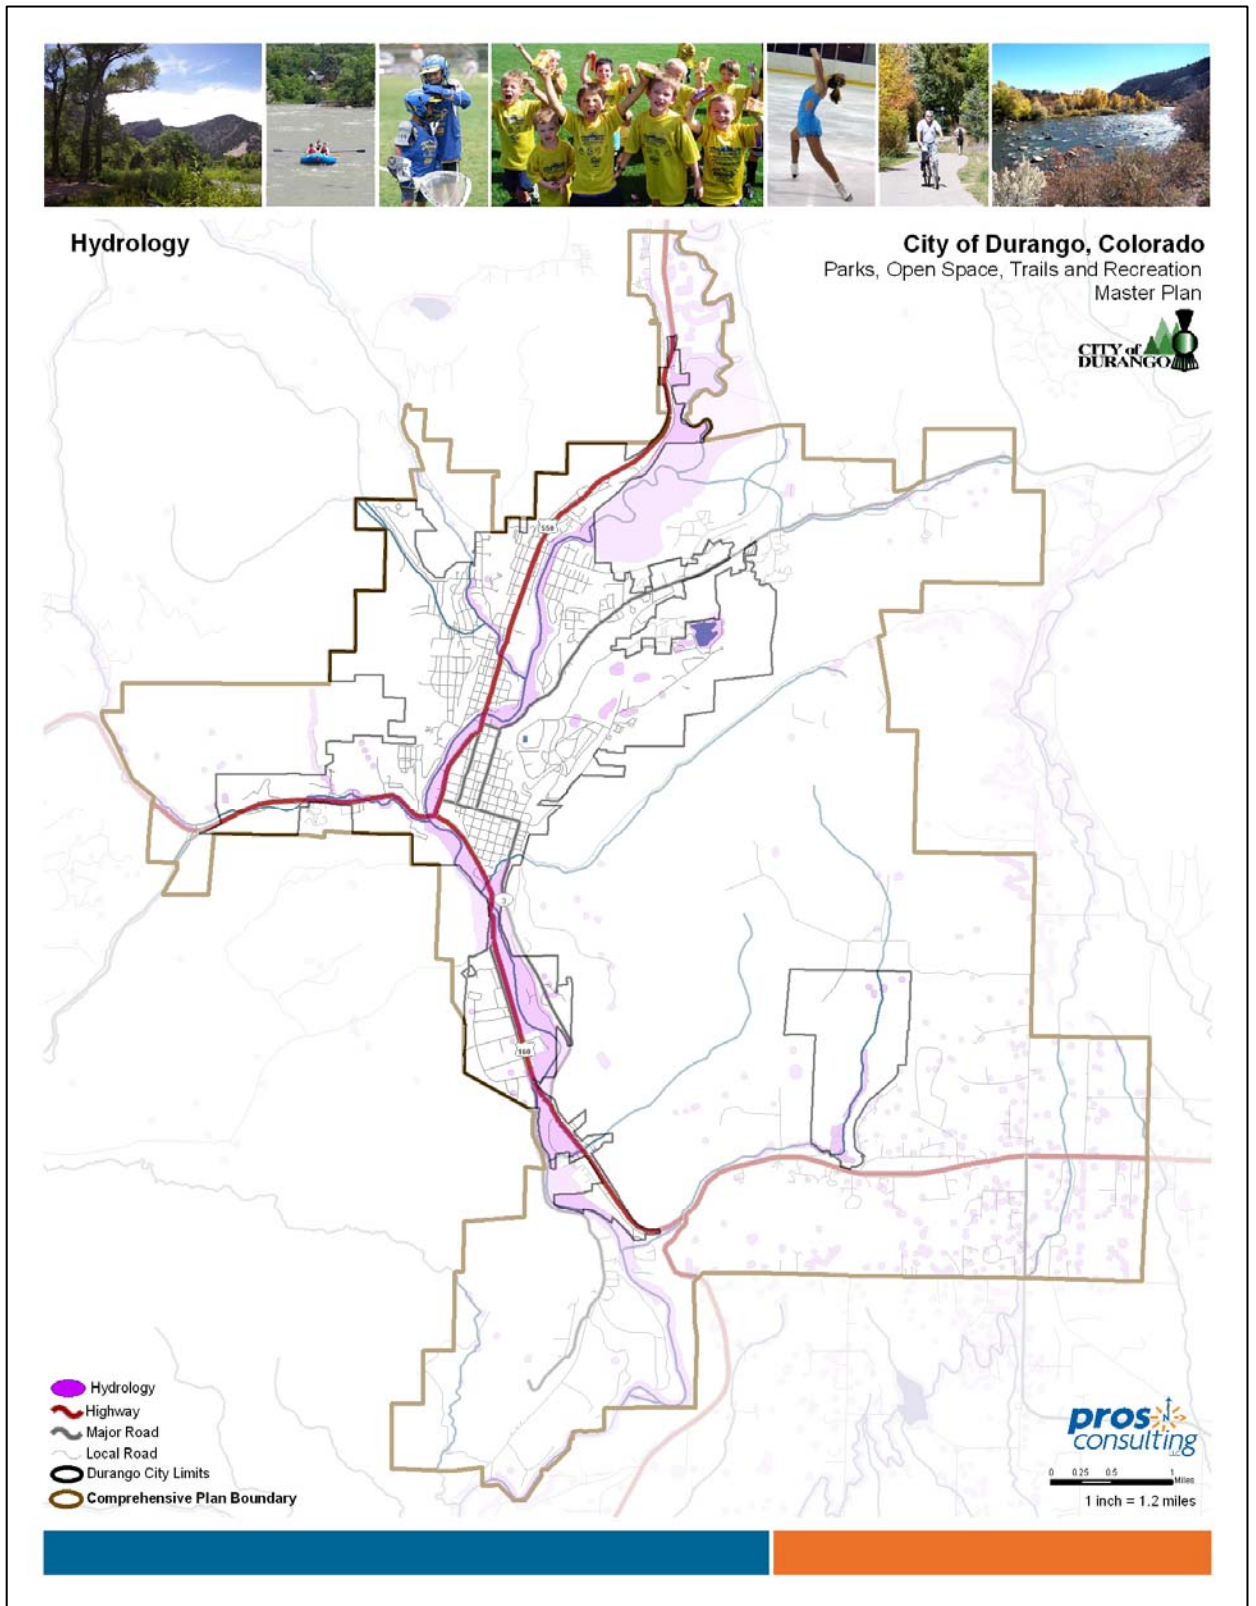 Hydrology
City of Durango, Colorado
Parks, Open Space, Trails and Recreation
Master Plan
CITY of
DURANGO
550
3
160
Hydrology
Highway
Major Road
Local Road
Durango City Limits
Comprehensive Plan Boundary
N
pros
consulting
LLC
0 0.25 0.5 1
Miles
1 inch = 1.2 miles